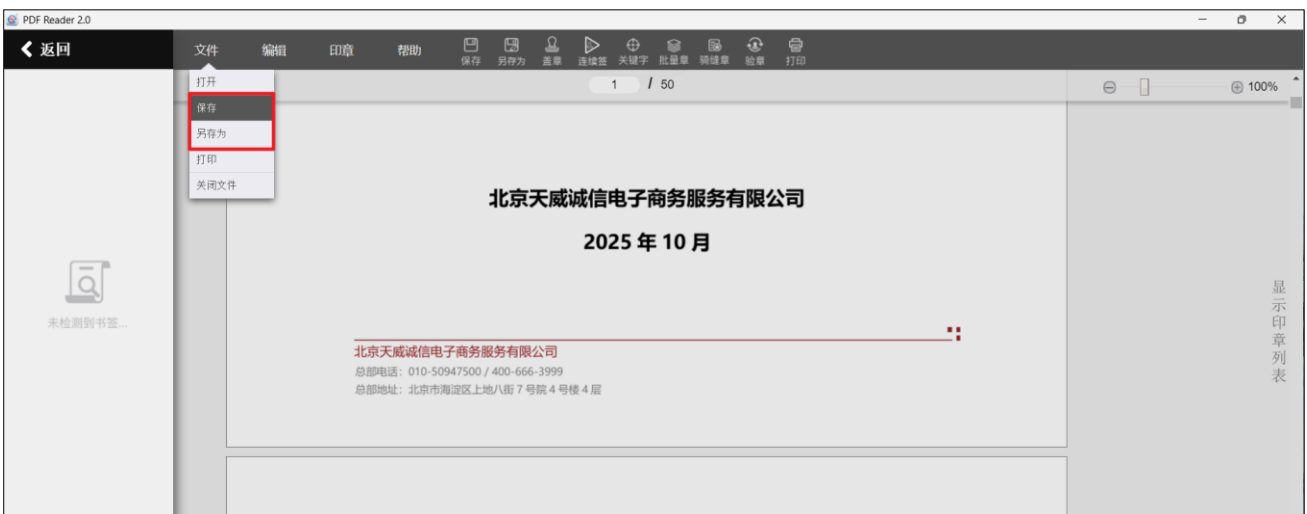 PDF Reader 2.0
返回
文件 编辑 印章 帮助 保存 另存为 盖章 连续签 关键字 批量章 骑缝章 验章 打印
打开
保存
另存为
打印
关闭文件
1 / 50
100%
北京天威诚信电子商务服务有限公司
2025 年 10 月
未检测到书签...
显示印章列表
北京天威诚信电子商务服务有限公司
总部电话：010-50947500 / 400-666-3999
总部地址：北京市海淀区上地八街 7 号院 4 号楼 4 层